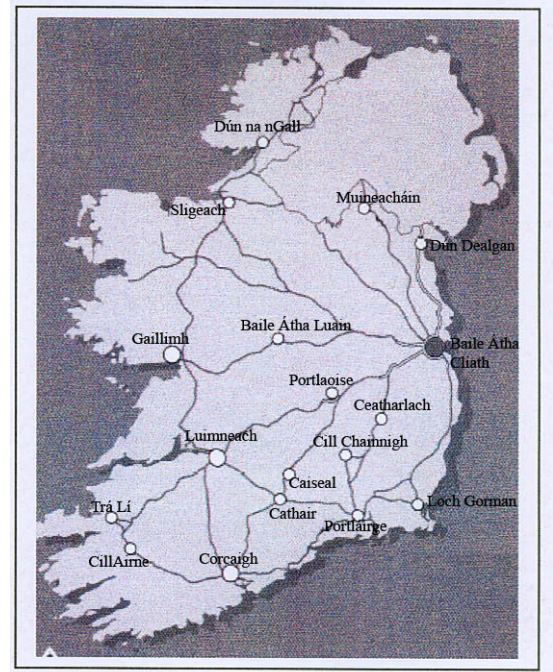 Dún na nGall
Sligeach
Muineacháin
Dún Dealgan
Gaillimh
Baile Átha Luain
Baile Átha
Cliath
Portlaoise
Ceatharlach
Luimneach
Cill Chainnigh
Caiseal
Loch Gorman
Trá Lí
Cathair
Portláirge
CillAirne
Corcaigh